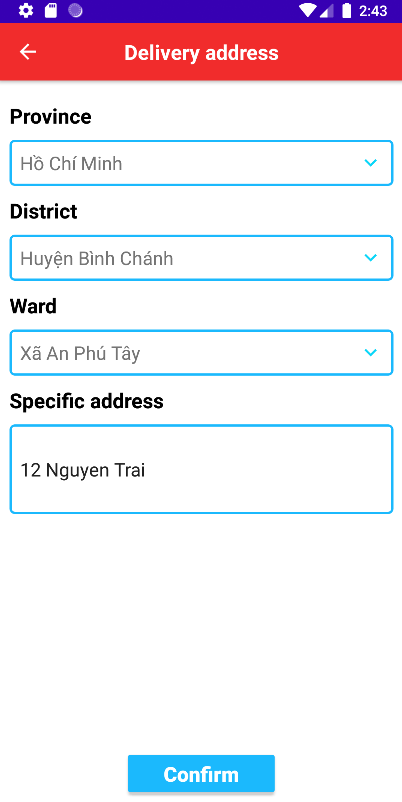 2:43
Delivery address
Province
Hồ Chí Minh
District
Huyện Bình Chánh
Ward
Xã An Phú Tây
Specific address
12 Nguyen Trai
Confirm